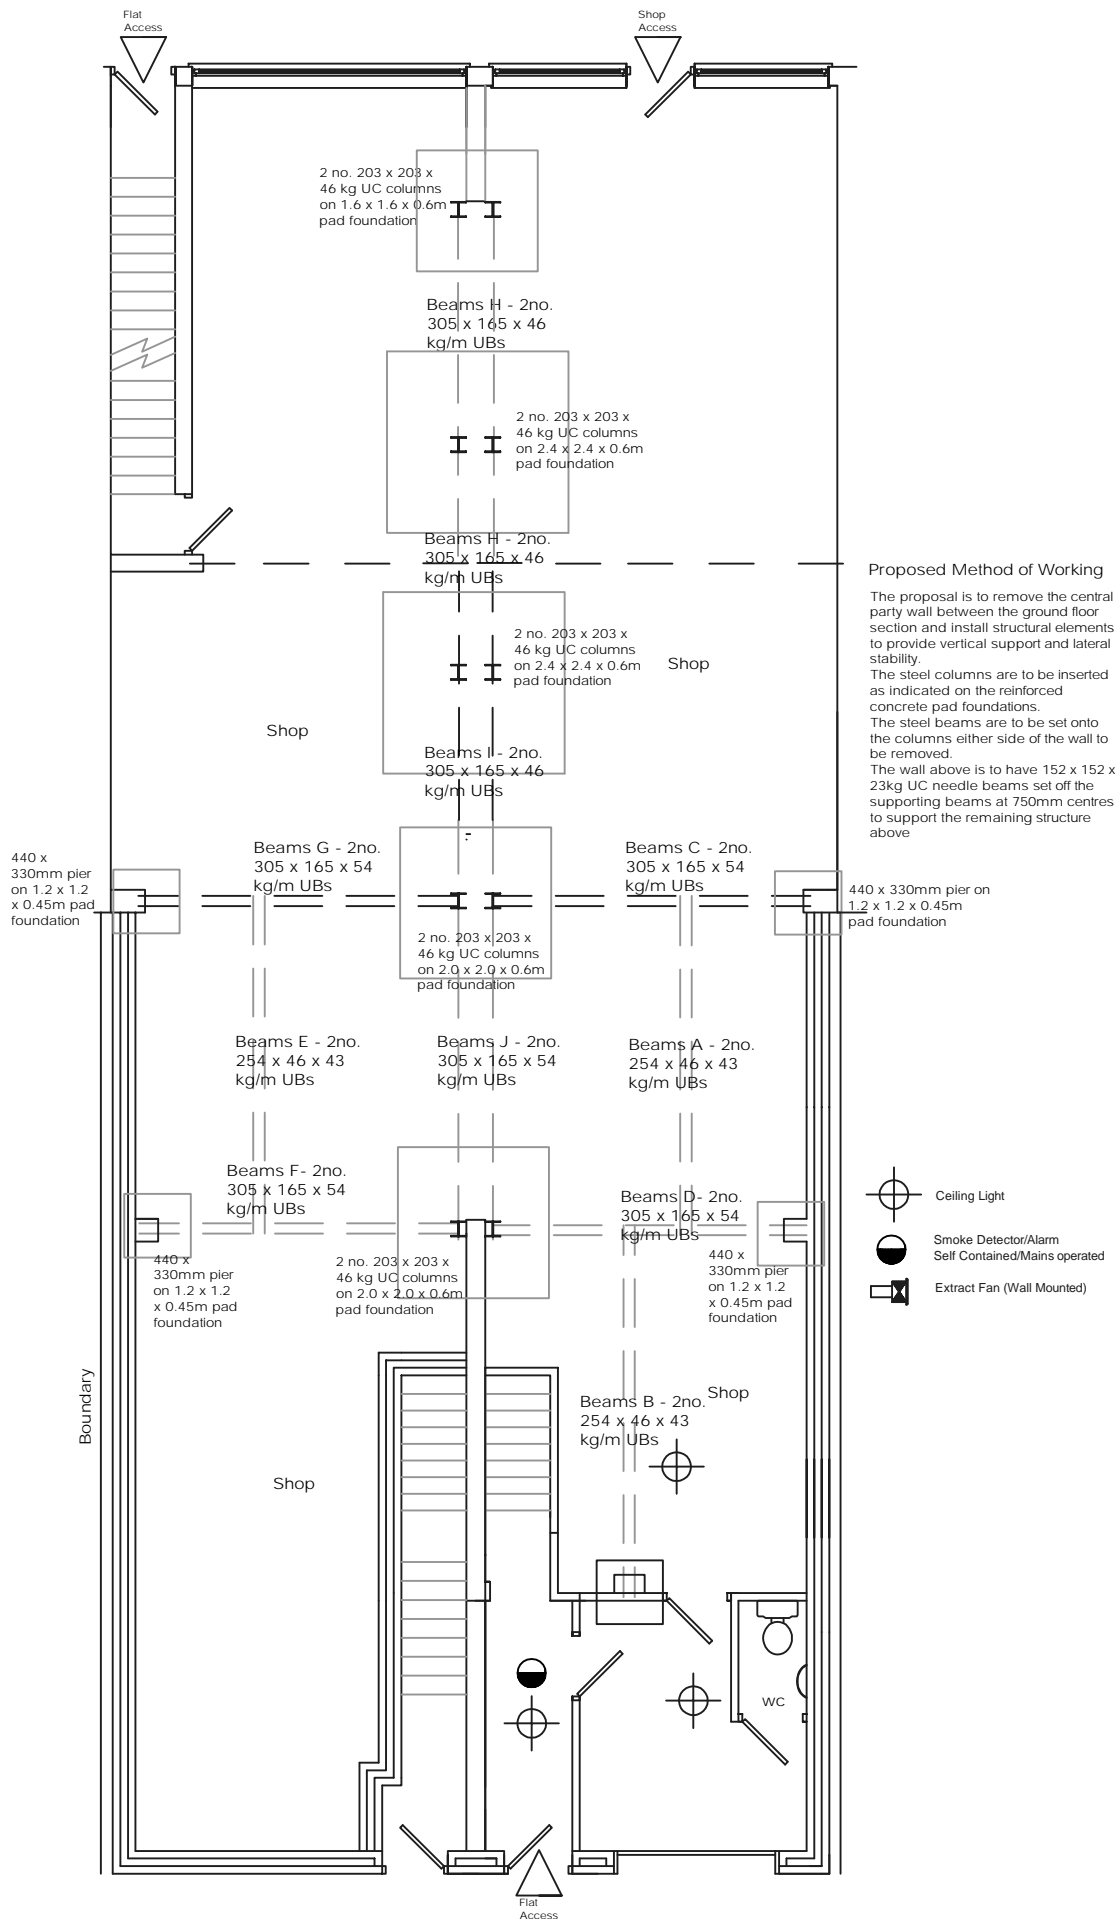 Flat
Access
Shop
Access
2 no. 203 x 203 x
46 kg UC columns
on 1.6 x 1.6 x 0.6m
pad foundation
Beams H - 2no.
305 x 165 x 46
kg/m UBs
2 no. 203 x 203 x
46 kg UC columns
on 2.4 x 2.4 x 0.6m
pad foundation
Beams H - 2no.
305 x 165 x 46
kg/m UBs
Proposed Method of Working
The proposal is to remove the central
party wall between the ground floor
section and install structural elements
to provide vertical support and lateral
stability.
The steel columns are to be inserted
as indicated on the reinforced
concrete pad foundations.
The steel beams are to be set onto
the columns either side of the wall to
be removed.
The wall above is to have 152 x 152 x
23kg UC needle beams set off the
supporting beams at 750mm centres
to support the remaining structure
above
2 no. 203 x 203 x
46 kg UC columns
on 2.4 x 2.4 x 0.6m
pad foundation
Shop
Shop
Beams I - 2no.
305 x 165 x 46
kg/m UBs
Beams G - 2no.
305 x 165 x 54
kg/m UBs
Beams C - 2no.
305 x 165 x 54
kg/m UBs
440 x
330mm pier
on 1.2 x 1.2
x 0.45m pad
foundation
440 x 330mm pier on
1.2 x 1.2 x 0.45m
pad foundation
2 no. 203 x 203 x
46 kg UC columns
on 2.0 x 2.0 x 0.6m
pad foundation
Beams E - 2no.
254 x 46 x 43
kg/m UBs
Beams J - 2no.
305 x 165 x 54
kg/m UBs
Beams A - 2no.
254 x 46 x 43
kg/m UBs
Beams F- 2no.
305 x 165 x 54
kg/m UBs
Beams D- 2no.
305 x 165 x 54
kg/m UBs
Ceiling Light
Smoke Detector/Alarm
Self Contained/Mains operated
Extract Fan (Wall Mounted)
440 x
330mm pier
on 1.2 x 1.2
x 0.45m pad
foundation
2 no. 203 x 203 x
46 kg UC columns
on 2.0 x 2.0 x 0.6m
pad foundation
440 x
330mm pier
on 1.2 x 1.2
x 0.45m pad
foundation
Boundary
Beams B - 2no.
254 x 46 x 43
kg/m UBs
Shop
Shop
WC
Flat
Access